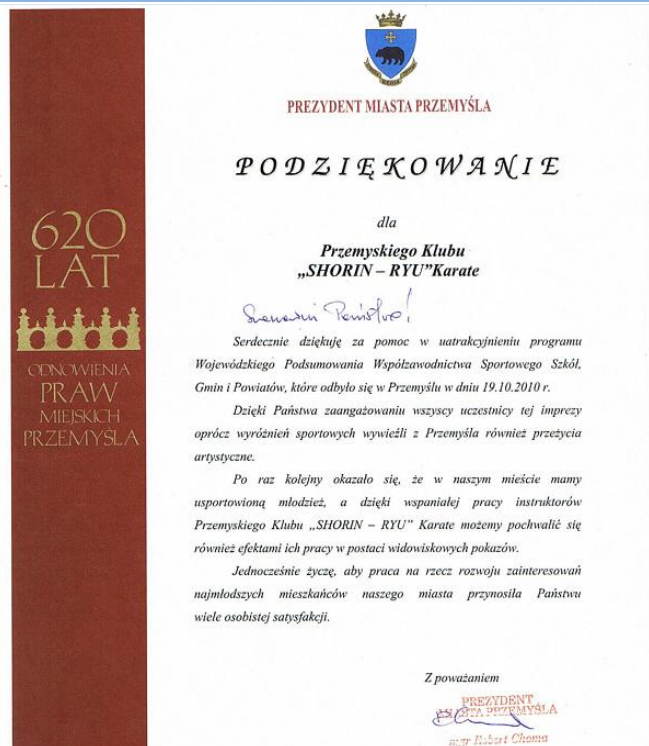 PREZYDENT MIASTA PRZEMYŚLA
PODZIĘKOWANIE
dla
Przemyskiego Klubu
„SHORIN – RYU”Karate
Szanowni Państwo!
Serdecznie dziękuję za pomoc w uatrakcyjnieniu programu
Wojewódzkiego Podsumowania Współzawodnictwa Sportowego Szkół,
Gmin i Powiatów, które odbyło się w Przemyślu w dniu 19.10.2010 r.
Dzięki Państwa zaangażowaniu wszyscy uczestnicy tej imprezy
oprócz wyróżnień sportowych wywieźli z Przemyśla również przeżycia
artystyczne.
Po raz kolejny okazało się, że w naszym mieście mamy
usportowioną młodzież, a dzięki wspaniałej pracy instruktorów
Przemyskiego Klubu „SHORIN – RYU” Karate możemy pochwalić się
również efektami ich pracy w postaci widowiskowych pokazów.
Jednocześnie życzę, aby praca na rzecz rozwoju zainteresowań
najmłodszych mieszkańców naszego miasta przynosiła Państwu
wiele osobistej satysfakcji.
Z poważaniem
PREZYDENT
MIASTA PRZEMYŚLA
mgr Robert Choma
620
LAT
ODNOWIENIA
PRAW
MIEJSKICH
PRZEMYŚLA